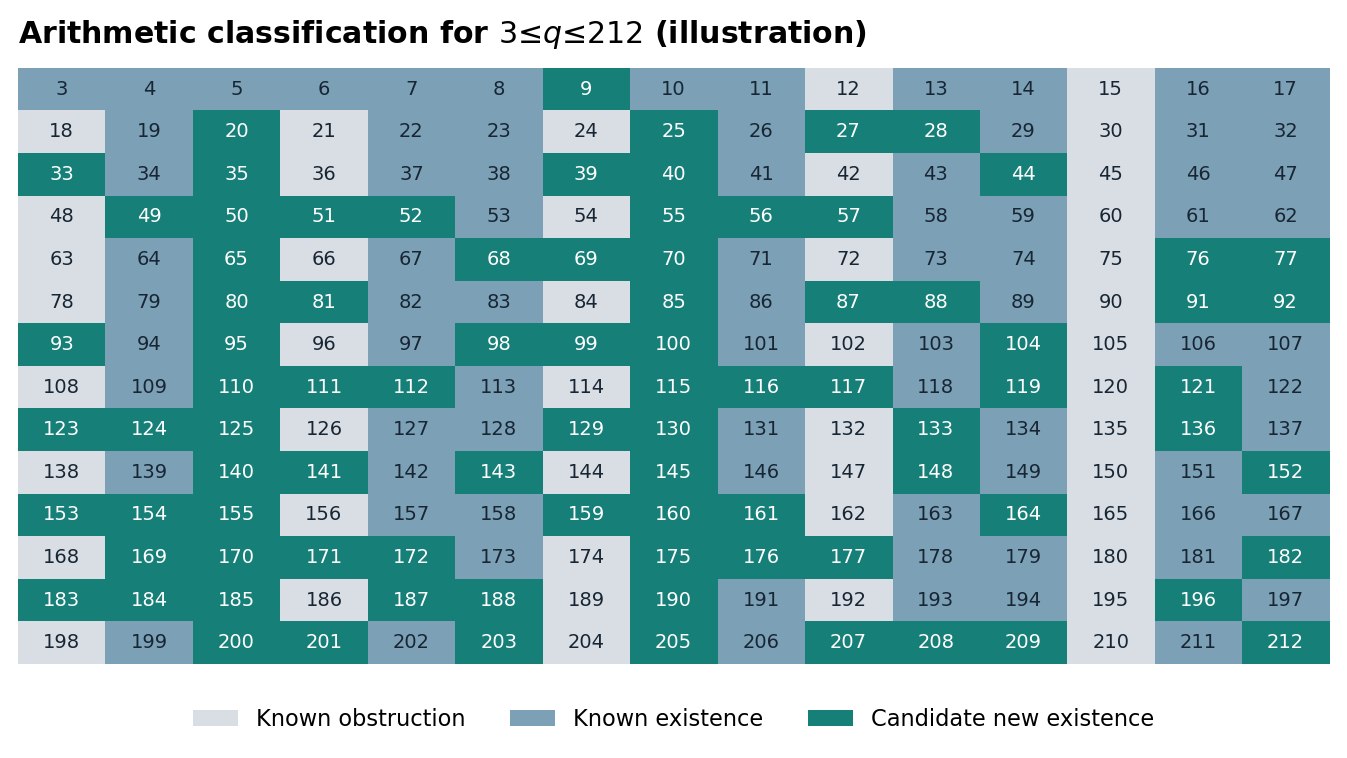 Arithmetic classification for 3≤q≤212 (illustration)
3 4 5 6 7 8 9 10 11 12 13 14 15 16 17
18 19 20 21 22 23 24 25 26 27 28 29 30 31 32
33 34 35 36 37 38 39 40 41 42 43 44 45 46 47
48 49 50 51 52 53 54 55 56 57 58 59 60 61 62
63 64 65 66 67 68 69 70 71 72 73 74 75 76 77
78 79 80 81 82 83 84 85 86 87 88 89 90 91 92
93 94 95 96 97 98 99 100 101 102 103 104 105 106 107
108 109 110 111 112 113 114 115 116 117 118 119 120 121 122
123 124 125 126 127 128 129 130 131 132 133 134 135 136 137
138 139 140 141 142 143 144 145 146 147 148 149 150 151 152
153 154 155 156 157 158 159 160 161 162 163 164 165 166 167
168 169 170 171 172 173 174 175 176 177 178 179 180 181 182
183 184 185 186 187 188 189 190 191 192 193 194 195 196 197
198 199 200 201 202 203 204 205 206 207 208 209 210 211 212
Known obstruction Known existence Candidate new existence